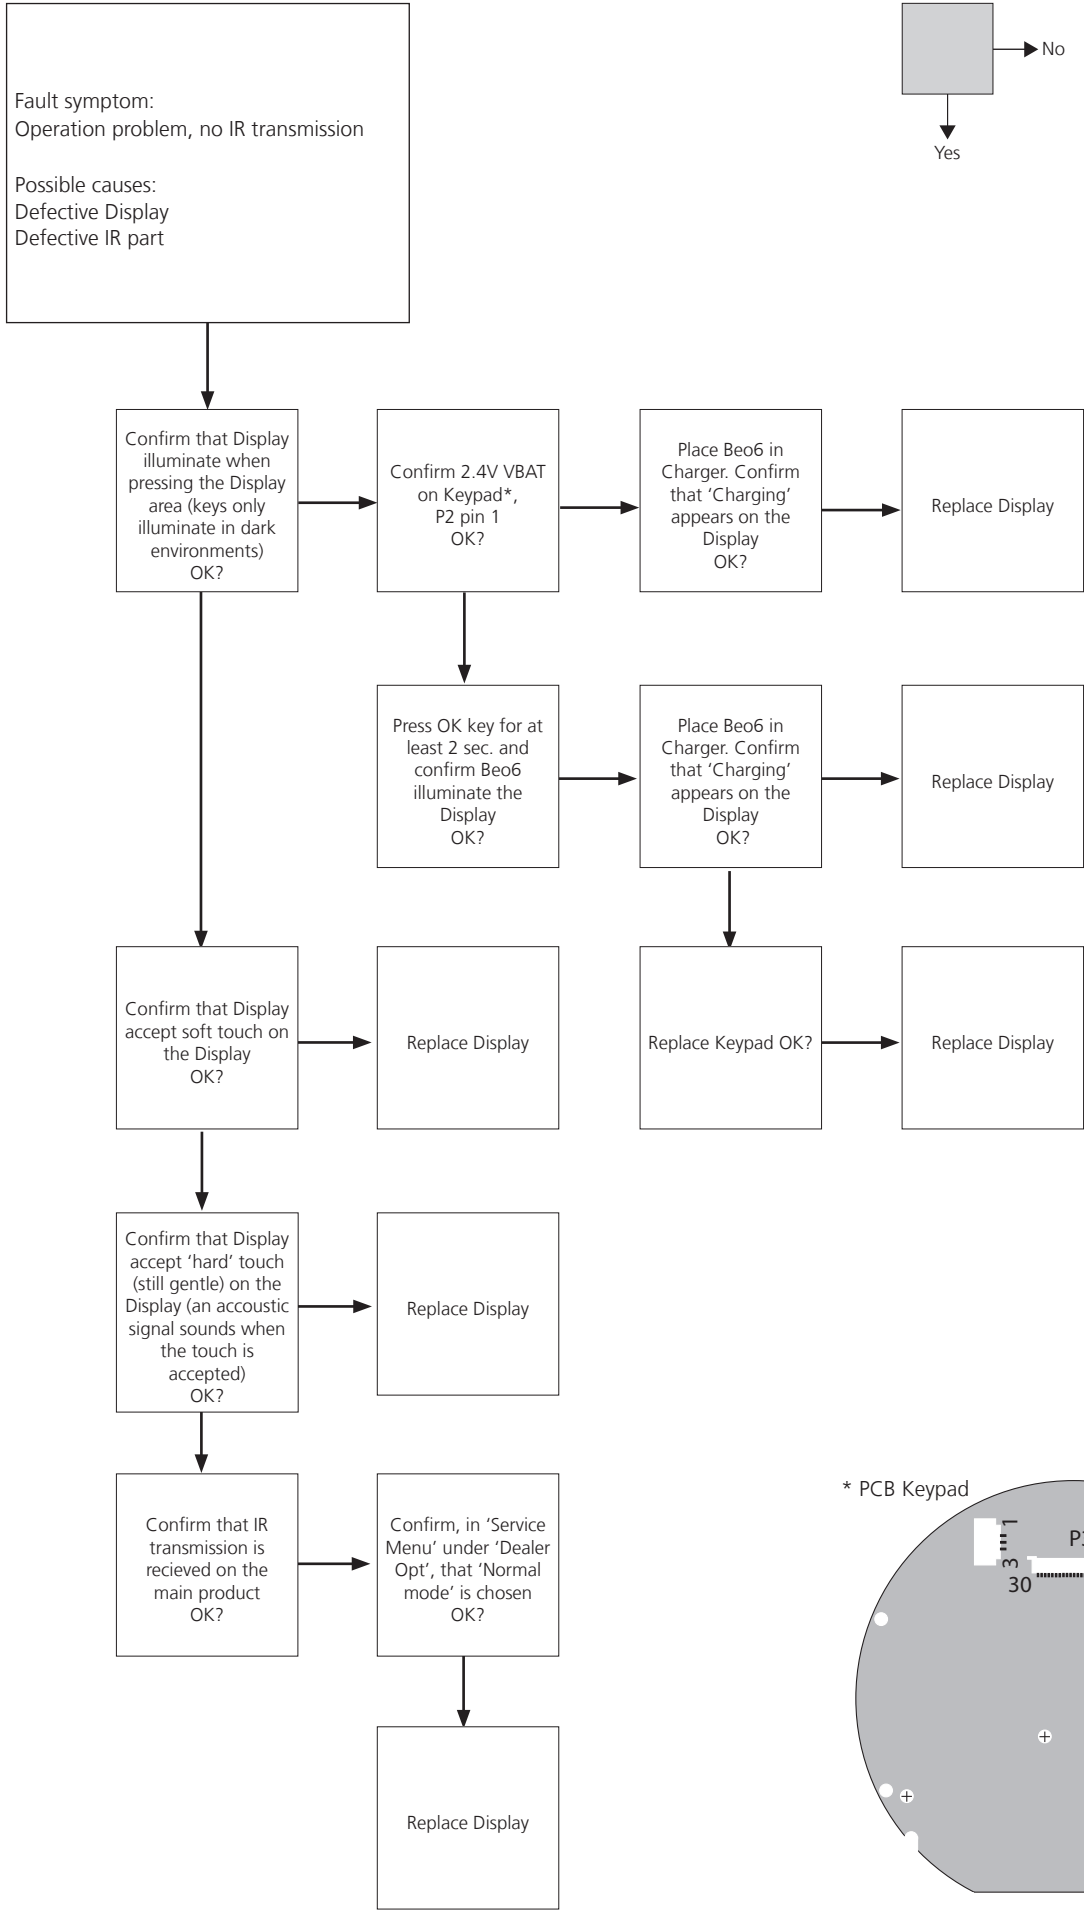 Fault symptom:
Operation problem, no IR transmission
Possible causes:
Defective Display
Defective IR part
No
Yes
Confirm that Display
illuminate when
pressing the Display
area (keys only
illuminate in dark
environments)
OK?
Confirm 2.4V VBAT
on Keypad*,
P2 pin 1
OK?
Place Beo6 in
Charger. Confirm
that ‘Charging’
appears on the
Display
OK?
Replace Display
Press OK key for at
least 2 sec. and
confirm Beo6
illuminate the
Display
OK?
Place Beo6 in
Charger. Confirm
that ‘Charging’
appears on the
Display
OK?
Replace Display
Confirm that Display
accept soft touch on
the Display
OK?
Replace Display
Replace Keypad OK?
Replace Display
Confirm that Display
accept ‘hard’ touch
(still gentle) on the
Display (an accoustic
signal sounds when
the touch is
accepted)
OK?
Replace Display
Confirm that IR
transmission is
recieved on the
main product
OK?
Confirm, in ‘Service
Menu’ under ‘Dealer
Opt’, that ‘Normal
mode’ is chosen
OK?
Replace Display
* PCB Keypad
1
3
30